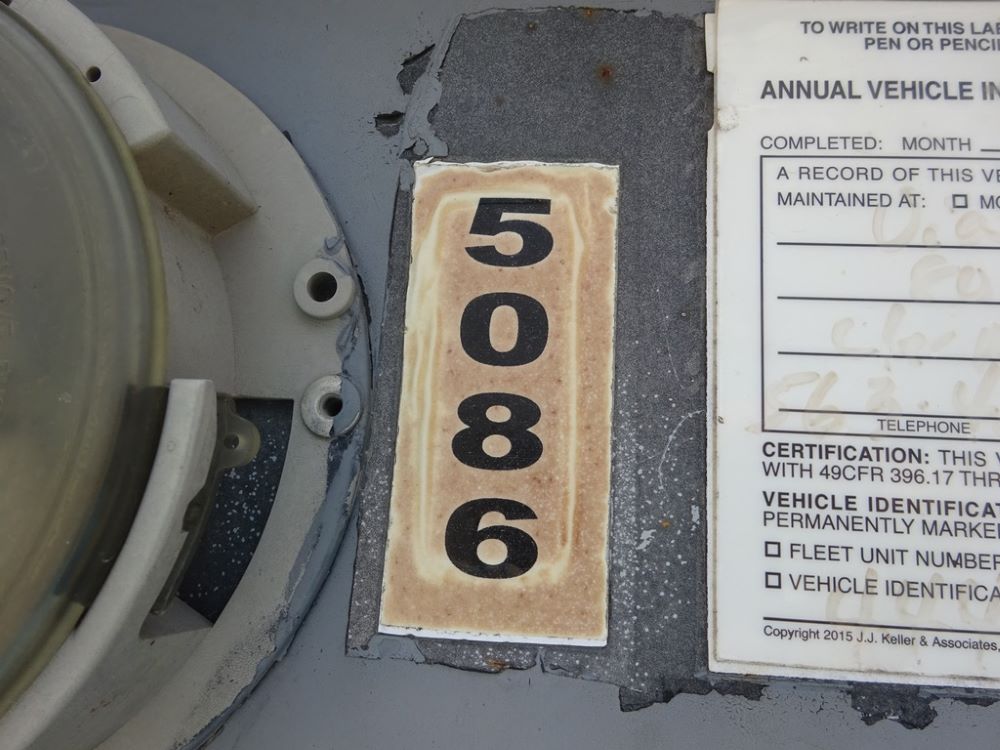 5
0
8
6
TO WRITE ON THIS LAB
PEN OR PENCI
ANNUAL VEHICLE IN
COMPLETED: MONTH
A RECORD OF THIS VE
MAINTAINED AT: ☐ MO
TELEPHONE
CERTIFICATION: THIS V
WITH 49CFR 396.17 THR
VEHICLE IDENTIFICAT
PERMANENTLY MARKE
☐ FLEET UNIT NUMBER
☐ VEHICLE IDENTIFICA
Copyright 2015 J.J. Keller & Associates,